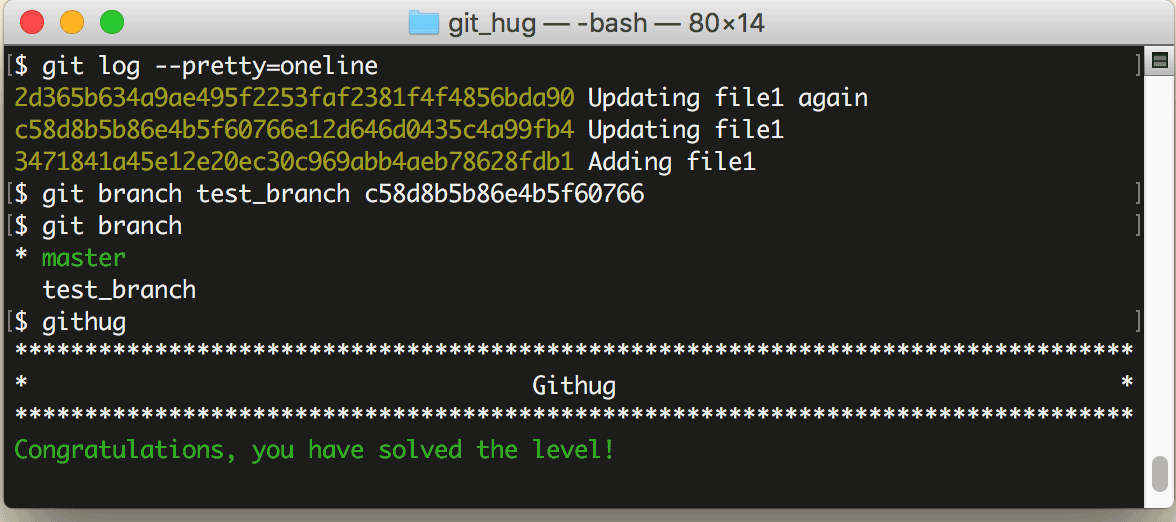 git_hug — -bash — 80×14
[$ git log --pretty=oneline ]
2d365b634a9ae495f2253faf2381f4f4856bda90 Updating file1 again
c58d8b5b86e4b5f60766e12d646d0435c4a99fb4 Updating file1
3471841a45e12e20ec30c969abb4aeb78628fdb1 Adding file1
[$ git branch test_branch c58d8b5b86e4b5f60766 ]
[$ git branch ]
* master
  test_branch
[$ githug ]
********************************************************************************
*                                    Githug                                    *
********************************************************************************
Congratulations, you have solved the level!